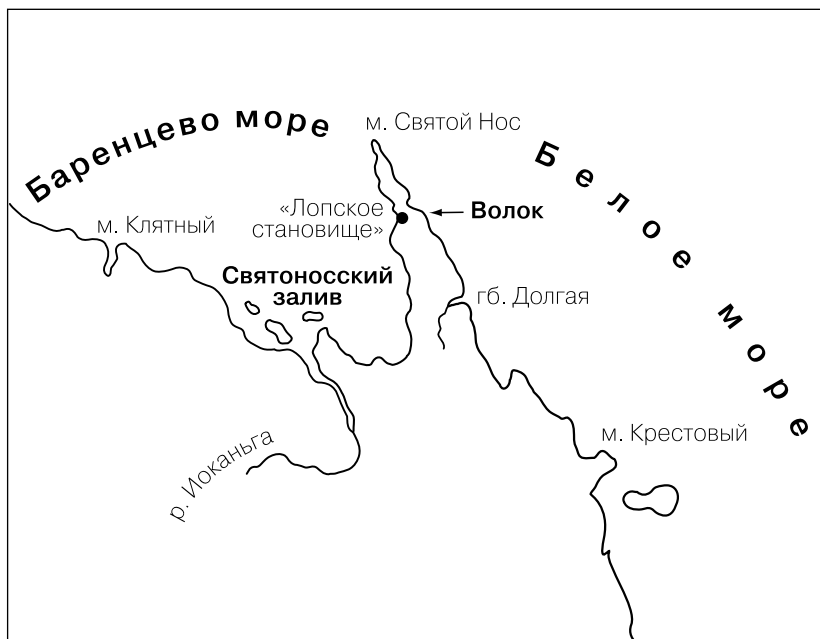 Баренцево море
м. Святой Нос
Белое море
«Лопское
становище»
Волок
м. Клятный
Святоносский
залив
гб. Долгая
м. Крестовый
р. Иоканьга